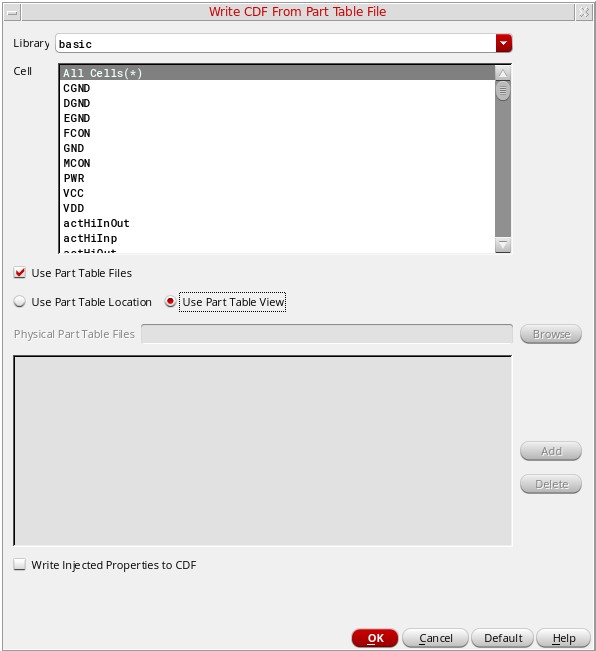 Write CDF From Part Table File
Library basic
Cell
All Cells(*)
CGND
DGND
EGND
FCON
GND
MCON
PWR
VCC
VDD
actHiInOut
actHiInp
actHiOut
Use Part Table Files
Use Part Table Location Use Part Table View
Physical Part Table Files Browse
Add
Delete
Write Injected Properties to CDF
OK Cancel Default Help